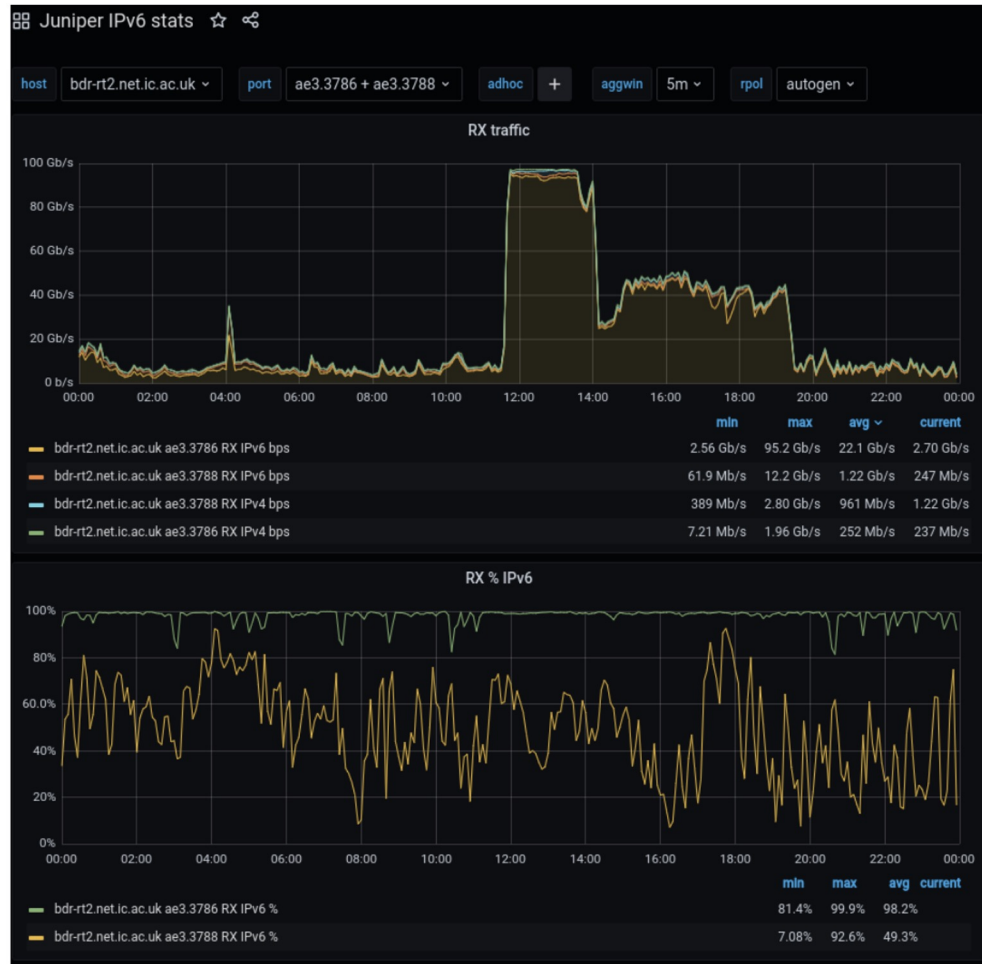 Juniper IPv6 stats
host bdr-rt2.net.ic.ac.uk port ae3.3786 + ae3.3788 adhoc + aggwin 5m rpol autogen
RX traffic
100 Gb/s
80 Gb/s
60 Gb/s
40 Gb/s
20 Gb/s
0 b/s
00:00 02:00 04:00 06:00 08:00 10:00 12:00 14:00 16:00 18:00 20:00 22:00 00:00
min max avg current
bdr-rt2.net.ic.ac.uk ae3.3786 RX IPv6 bps 2.56 Gb/s 95.2 Gb/s 22.1 Gb/s 2.70 Gb/s
bdr-rt2.net.ic.ac.uk ae3.3788 RX IPv6 bps 61.9 Mb/s 12.2 Gb/s 1.22 Gb/s 247 Mb/s
bdr-rt2.net.ic.ac.uk ae3.3788 RX IPv4 bps 389 Mb/s 2.80 Gb/s 961 Mb/s 1.22 Gb/s
bdr-rt2.net.ic.ac.uk ae3.3786 RX IPv4 bps 7.21 Mb/s 1.96 Gb/s 252 Mb/s 237 Mb/s
RX % IPv6
100%
80%
60.0%
40%
20%
0%
00:00 02:00 04:00 06:00 08:00 10:00 12:00 14:00 16:00 18:00 20:00 22:00 00:00
min max avg current
bdr-rt2.net.ic.ac.uk ae3.3786 RX IPv6 % 81.4% 99.9% 98.2%
bdr-rt2.net.ic.ac.uk ae3.3788 RX IPv6 % 7.08% 92.6% 49.3%